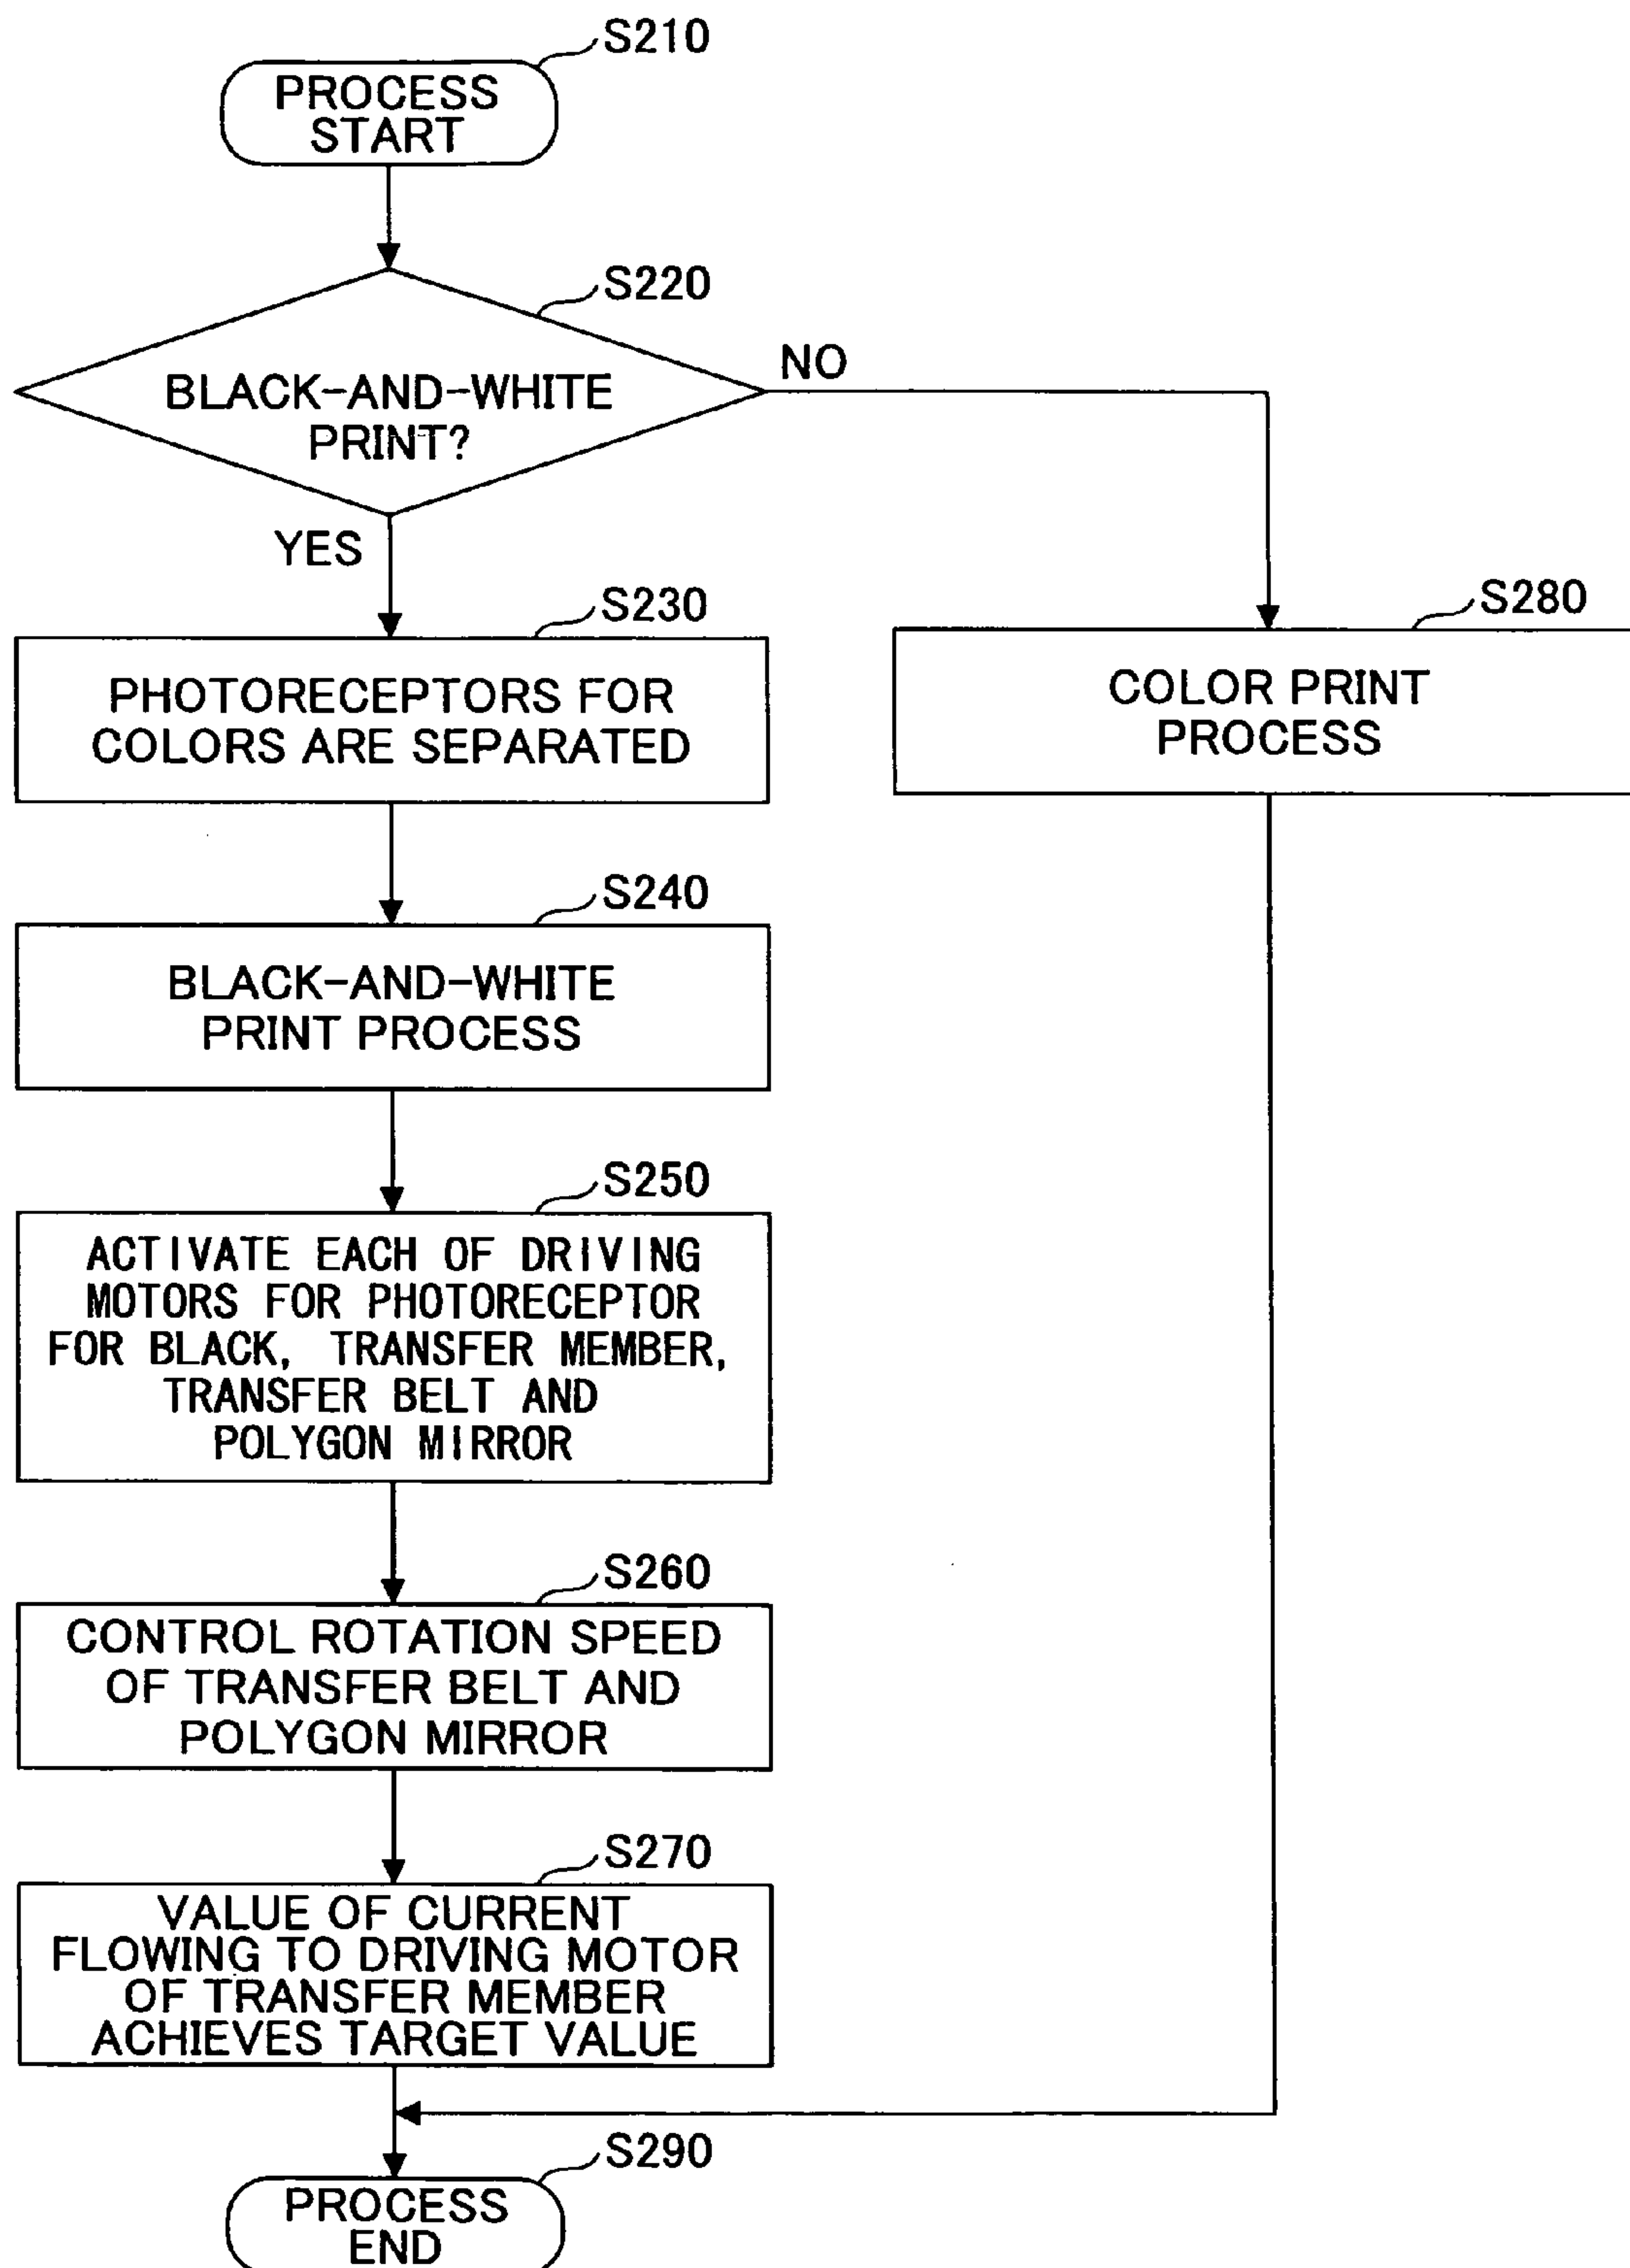 S210
PROCESS
START
S220
BLACK-AND-WHITE
PRINT?
NO
YES
S230
PHOTORECEPTORS FOR
COLORS ARE SEPARATED
S280
COLOR PRINT
PROCESS
S240
BLACK-AND-WHITE
PRINT PROCESS
S250
ACTIVATE EACH OF DRIVING
MOTORS FOR PHOTORECEPTOR
FOR BLACK, TRANSFER MEMBER,
TRANSFER BELT AND
POLYGON MIRROR
S260
CONTROL ROTATION SPEED
OF TRANSFER BELT AND
POLYGON MIRROR
S270
VALUE OF CURRENT
FLOWING TO DRIVING MOTOR
OF TRANSFER MEMBER
ACHIEVES TARGET VALUE
S290
PROCESS
END